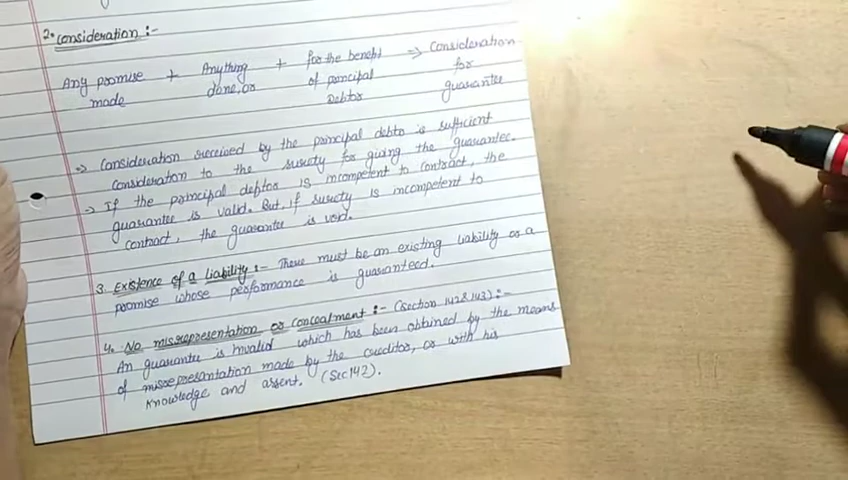 2. Consideration :-
Any promise made + Anything done, or + for the benefit of principal Debtor => Consideration for guarantee
=> Consideration received by the principal debto is sufficient
consideration to the surety for giving the guarantee.
-> If the principal debtor is incompetent to contract, the
guarantee is valid. But, if surety is incompetent to
contract, the guarantee is void.
3. Existence of a liability :- There must be an existing liability or a
promise whose performance is guaranteed.
4. No misrepresentation or concealment :- (Section 142 & 143) :-
An guarantee is Invalid which has been obtained by the means
of misrepresantation made by the creditor, or with his
knowledge and assent. (Sec 142).